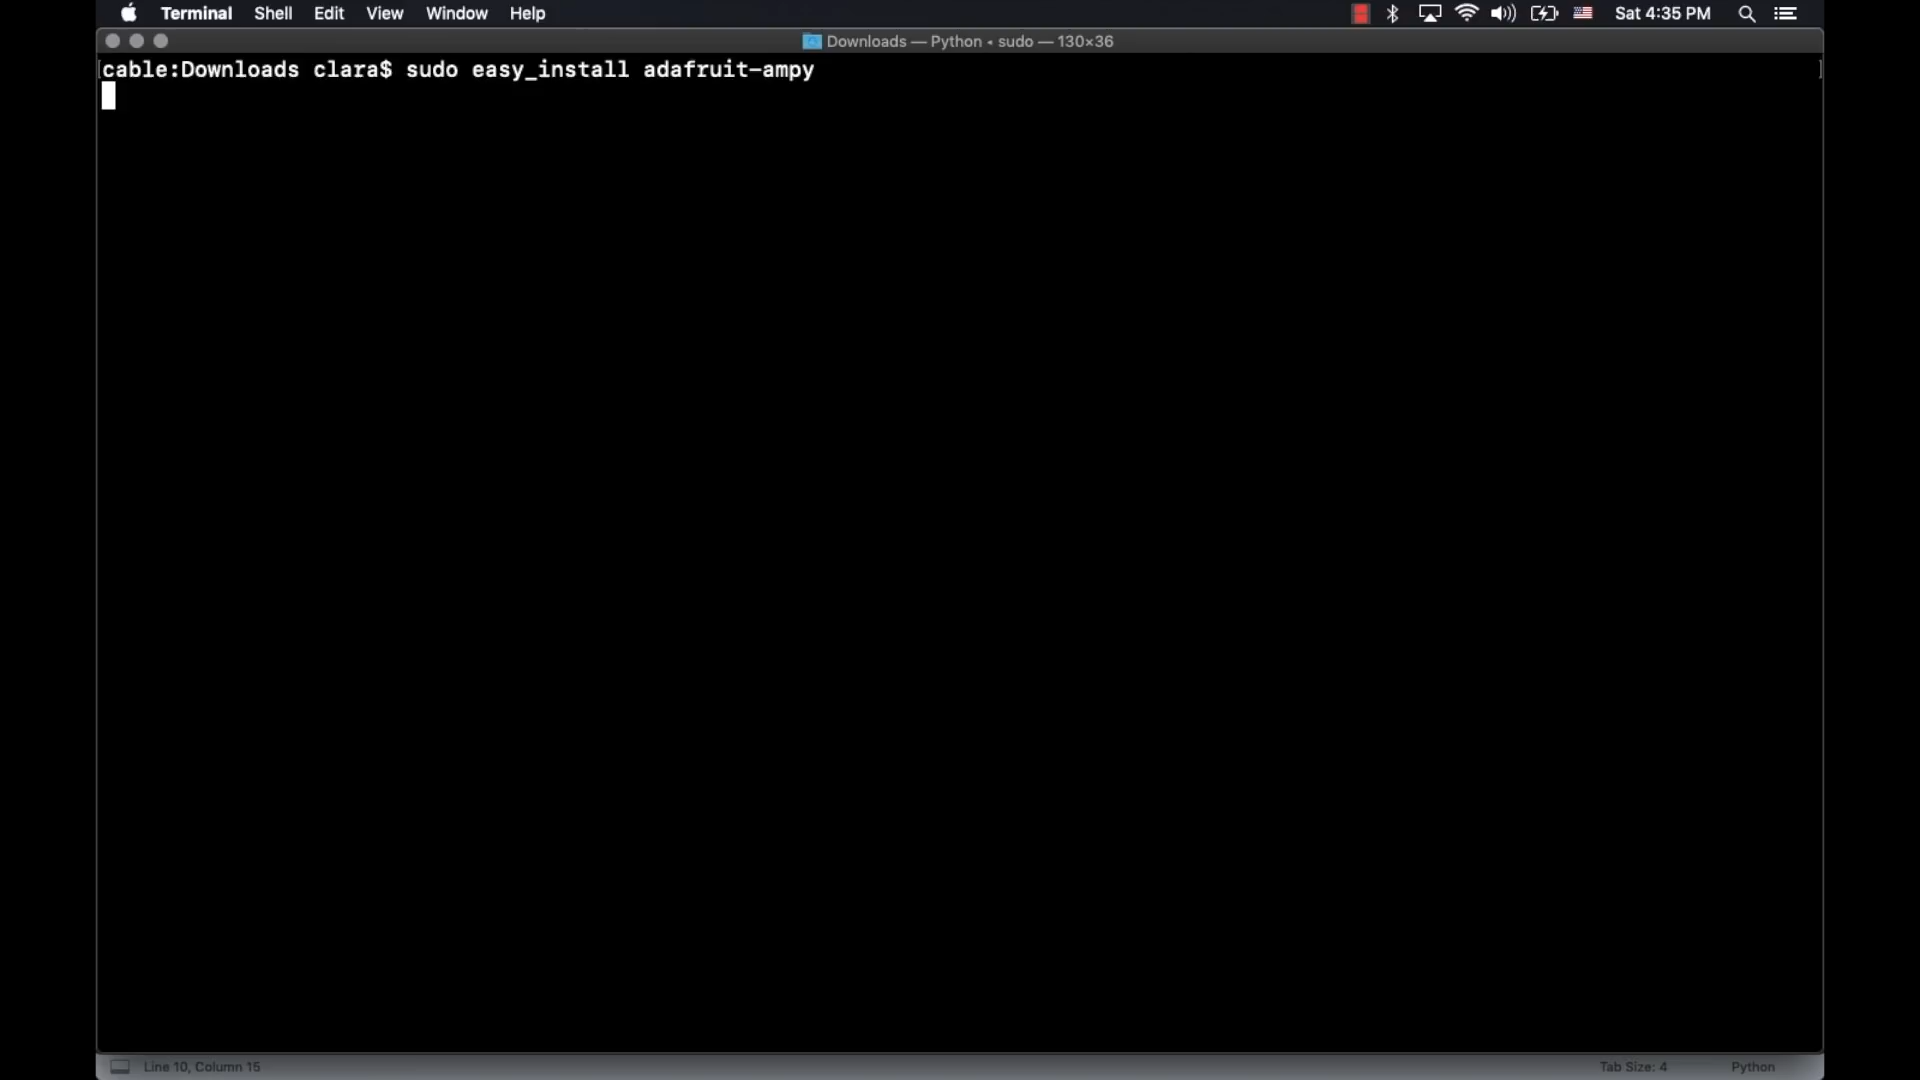 Terminal Shell Edit View Window Help Sat 4:35 PM
Downloads — Python ◂ sudo — 130×36
[cable:Downloads clara$ sudo easy_install adafruit-ampy ]
Line 10, Column 15 Tab Size: 4 Python